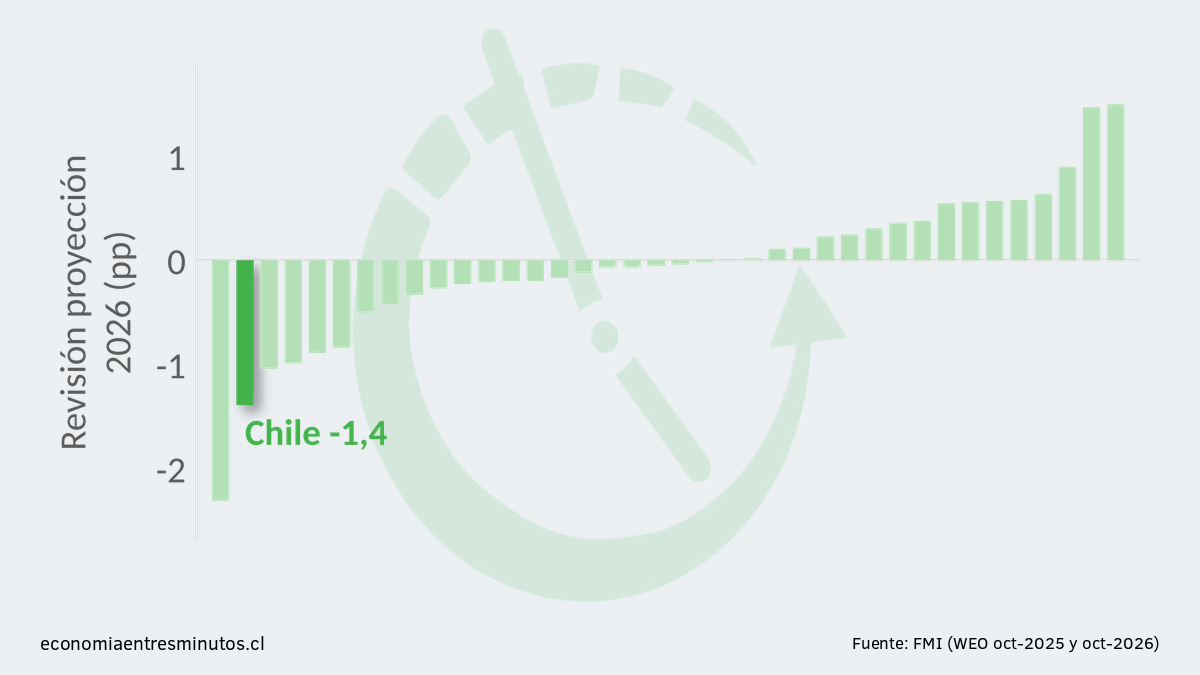 Revisión proyección
2026 (pp)
1
0
-1
-2
Chile -1,4
economiaentresminutos.cl
Fuente: FMI (WEO oct-2025 y oct-2026)